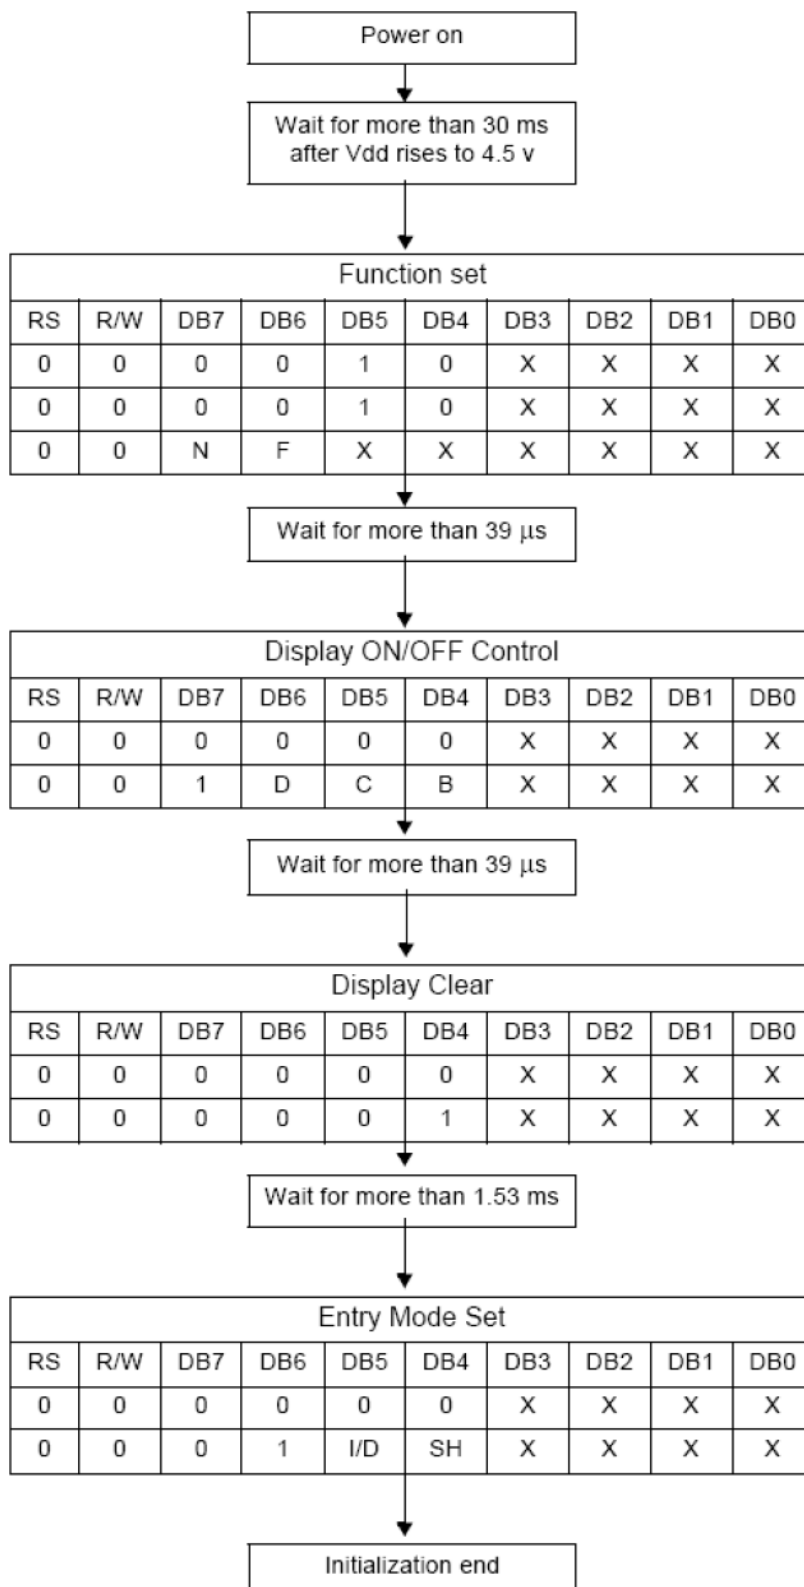 Power on
Wait for more than 30 ms
after Vdd rises to 4.5 v
Function set
RS R/W DB7 DB6 DB5 DB4 DB3 DB2 DB1 DB0
0 0 0 0 1 0 X X X X
0 0 0 0 1 0 X X X X
0 0 N F X X X X X X
Wait for more than 39 μs
Display ON/OFF Control
RS R/W DB7 DB6 DB5 DB4 DB3 DB2 DB1 DB0
0 0 0 0 0 0 X X X X
0 0 1 D C B X X X X
Wait for more than 39 μs
Display Clear
RS R/W DB7 DB6 DB5 DB4 DB3 DB2 DB1 DB0
0 0 0 0 0 0 X X X X
0 0 0 0 0 1 X X X X
Wait for more than 1.53 ms
Entry Mode Set
RS R/W DB7 DB6 DB5 DB4 DB3 DB2 DB1 DB0
0 0 0 0 0 0 X X X X
0 0 0 1 I/D SH X X X X
Initialization end